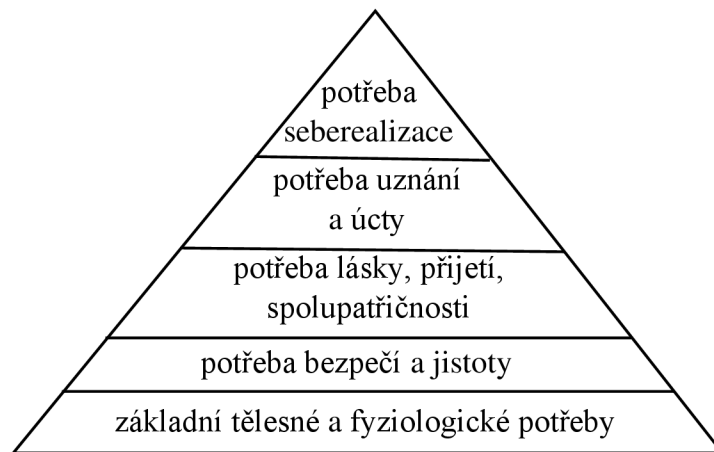 potřeba
seberealizace
potřeba uznání
a úcty
potřeba lásky, přijetí,
spolupatřičnosti
potřeba bezpečí a jistoty
základní tělesné a fyziologické potřeby